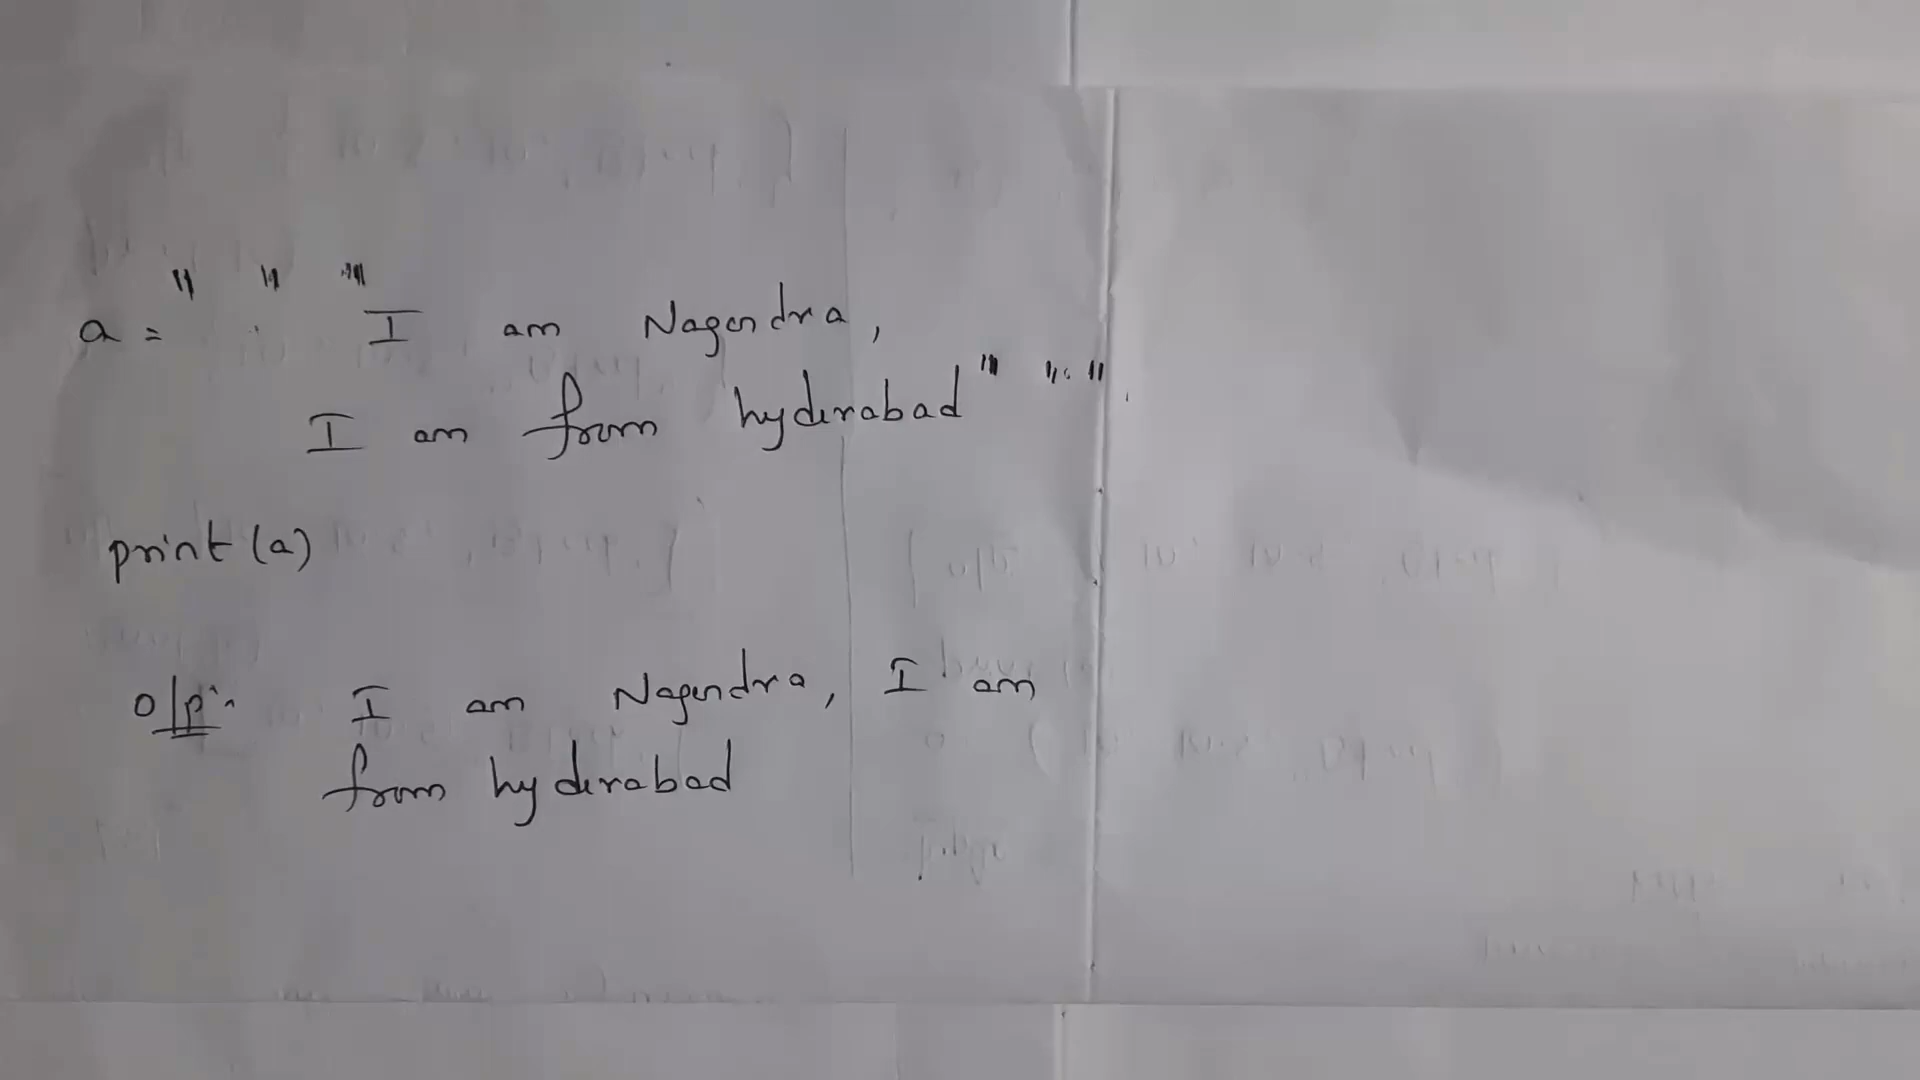 a = " " " I am Nagendra,
I am from hyderabad " " "
print (a)
o/p:- I am Nagendra, I am
from hyderabad